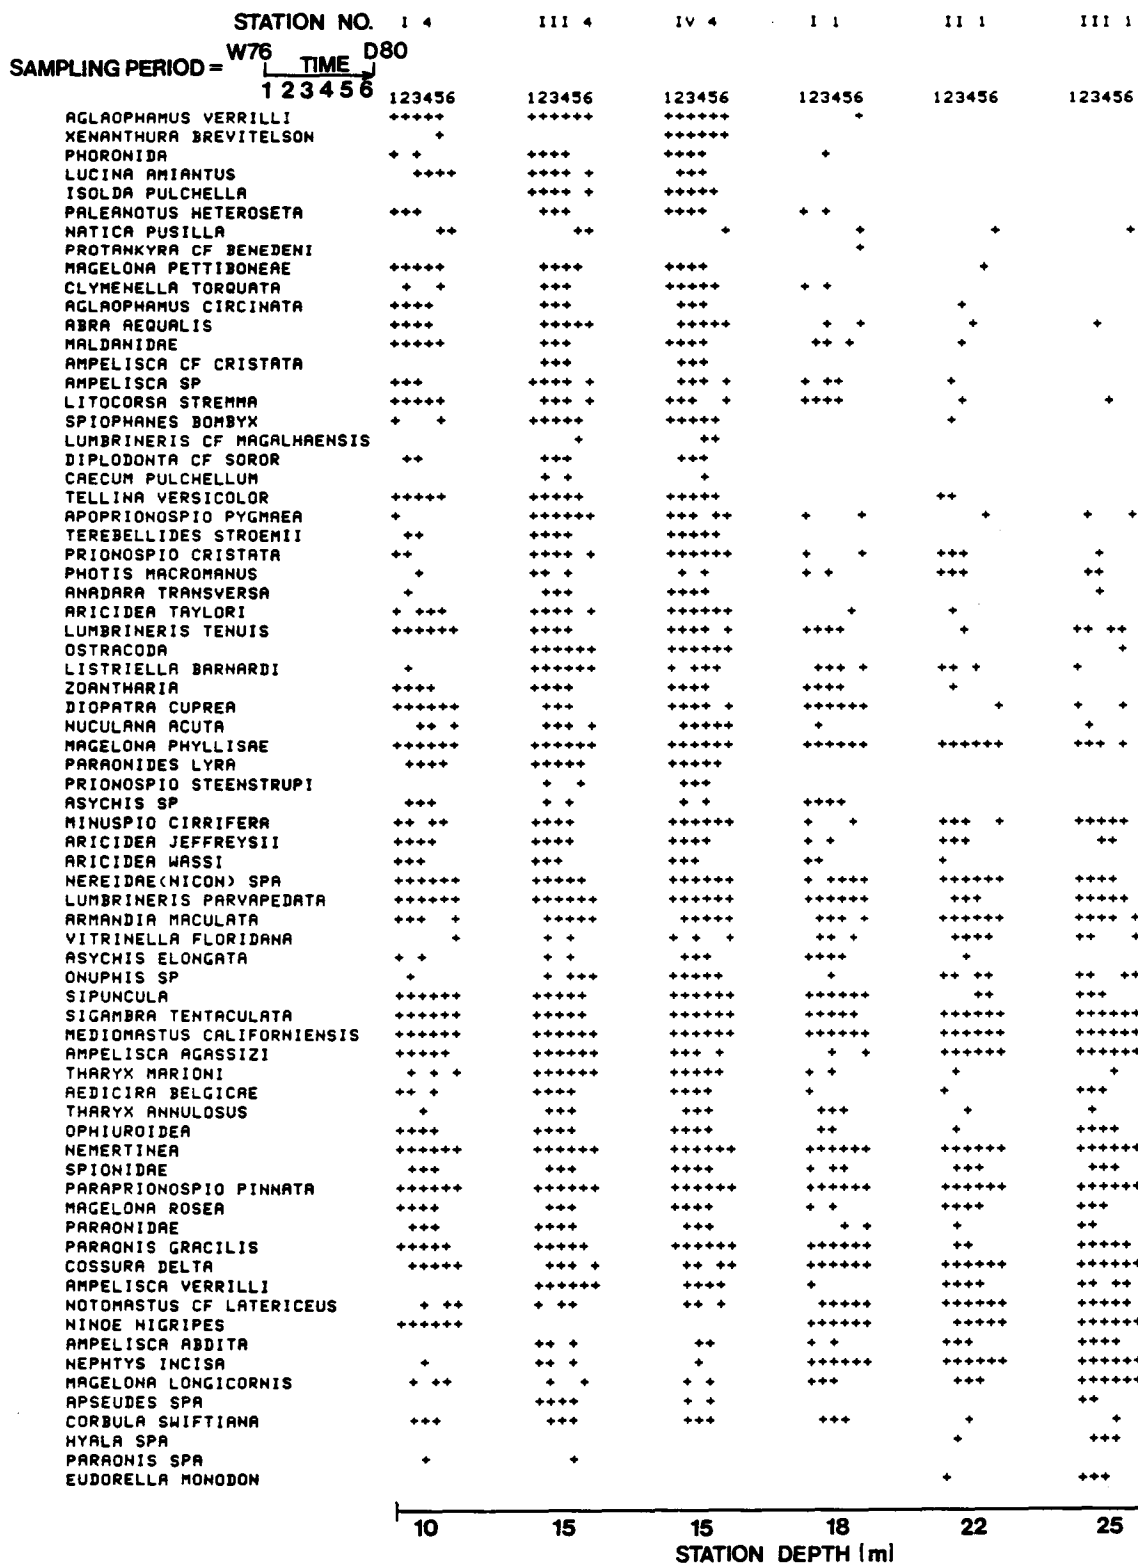 STATION NO. I 4 III 4 IV 4 I 1 II 1 III 1
W76 D80
SAMPLING PERIOD = TIME
123456 123456 123456 123456 123456 123456 123456
AGLAOPHAMUS VERRILLI +++++ ++++++ ++++++ +
XENANTHURA BREVITELSON + ++++++
PHORONIDA + + ++++ ++++ +
LUCINA AMIANTUS ++++ ++++ + +++
ISOLDA PULCHELLA ++++ + +++++
PALEANOTUS HETEROSETA +++ +++ ++++ + +
NATICA PUSILLA ++ ++ + + + +
PROTANKYRA CF BENEDENI +
MAGELONA PETTIBONEAE +++++ ++++ ++++ +
CLYMENELLA TORQUATA + + +++ +++++ + +
AGLAOPHAMUS CIRCINATA ++++ +++ +++ +
ABRA AEQUALIS ++++ +++++ +++++ + + + +
MALDANIDAE +++++ +++ ++++ ++ + +
AMPELISCA CF CRISTATA +++ +++
AMPELISCA SP +++ ++++ + +++ + + ++ +
LITOCORSA STREMMA +++++ +++ + +++ + ++++ + +
SPIOPHANES BOMBYX + + +++++ +++++ +
LUMBRINERIS CF MAGALHAENSIS + ++
DIPLODONTA CF SOROR ++ +++ +++
CAECUM PULCHELLUM + + +
TELLINA VERSICOLOR +++++ +++++ +++++ ++
APOPRIONOSPIO PYGMAEA + ++++++ +++ ++ + + + + +
TEREBELLIDES STROEMII ++ ++++ +++++
PRIONOSPIO CRISTATA ++ ++++ + ++++++ + + +++ +
PHOTIS MACROMANUS + ++ + + + + + +++ ++
ANADARA TRANSVERSA + +++ ++++ +
ARICIDEA TAYLORI + +++ ++++ + ++++++ + +
LUMBRINERIS TENUIS ++++++ ++++ ++++ + ++++ + ++ ++
OSTRACODA ++++++ ++++++ +
LISTRIELLA BARNARDI + ++++++ + +++ +++ + ++ + +
ZOANTHARIA ++++ ++++ ++++ ++++ +
DIOPATRA CUPREA ++++++ +++ ++++ + ++++++ + + +
NUCULANA ACUTA ++ + +++ + +++++ + +
MAGELONA PHYLLISAE ++++++ ++++++ ++++++ ++++++ ++++++ +++ +
PARAONIDES LYRA ++++ +++++ +++++
PRIONOSPIO STEENSTRUPI + + +++
ASYCHIS SP +++ + + + + ++++
MINUSPIO CIRRIFERA ++ ++ ++++ ++++++ + + +++ + +++++
ARICIDEA JEFFREYSII ++++ ++++ ++++ + + +++ ++
ARICIDEA WASSI +++ +++ +++ ++ +
NEREIDAE(NICON) SPA ++++++ +++++ ++++++ + ++++ ++++++ ++++
LUMBRINERIS PARVAPEDATA ++++++ ++++++ ++++++ ++++++ +++ +++++
ARMANDIA MACULATA +++ + +++++ +++++ +++ + ++++++ ++++ +
VITRINELLA FLORIDANA + + + + + + ++ + ++++ ++ +
ASYCHIS ELONGATA + + + + +++ ++++ +
ONUPHIS SP + + +++ +++++ + ++ ++ ++ ++
SIPUNCULA ++++++ +++++ ++++++ ++++++ ++ +++
SIGAMBRA TENTACULATA ++++++ +++++ ++++++ +++++ ++++++ ++++++
MEDIOMASTUS CALIFORNIENSIS ++++++ ++++++ ++++++ ++++++ ++++++ ++++++
AMPELISCA AGASSIZI +++++ ++++++ +++ + + + ++++++ ++++++
THARYX MARIONI + + + ++++++ +++++ + + + +
AEDICIRA BELGICAE ++ + ++++ ++++ + + +++
THARYX ANNULOSUS + +++ +++ +++ + +
OPHIUROIDEA ++++ ++++ ++++ ++ + ++++
NEMERTINEA ++++++ ++++++ ++++++ ++++++ ++++++ ++++++
SPIONIDAE +++ +++ ++++ + ++ +++ +++
PARAPRIONOSPIO PINNATA ++++++ ++++++ ++++++ ++++++ ++++++ ++++++
MAGELONA ROSEA ++++ +++ ++++ + + ++++ +++
PARAONIDAE +++ ++++ +++ + + + ++
PARAONIS GRACILIS +++++ +++++ ++++++ ++++++ ++ +++++
COSSURA DELTA +++++ +++ + ++ ++ ++++++ ++++++ ++++++
AMPELISCA VERRILLI ++++++ ++++ + ++++ ++ ++
NOTOMASTUS CF LATERICEUS + ++ + ++ ++ + +++++ ++++++ +++++
NINOE NIGRIPES ++++++ ++++++ +++++ ++++++
AMPELISCA ABDITA ++ + ++ + + +++ ++++
NEPHTYS INCISA + ++ + + ++++++ ++++++ ++++++
MAGELONA LONGICORNIS + ++ + + + + +++ +++ ++++++
APSEUDES SPA ++++ + + ++
CORBULA SWIFTIANA +++ +++ +++ +++ + +
HYALA SPA + +++
PARAONIS SPA + +
EUDORELLA MONODON + +++
10 15 15 18 22 25
STATION DEPTH (m)